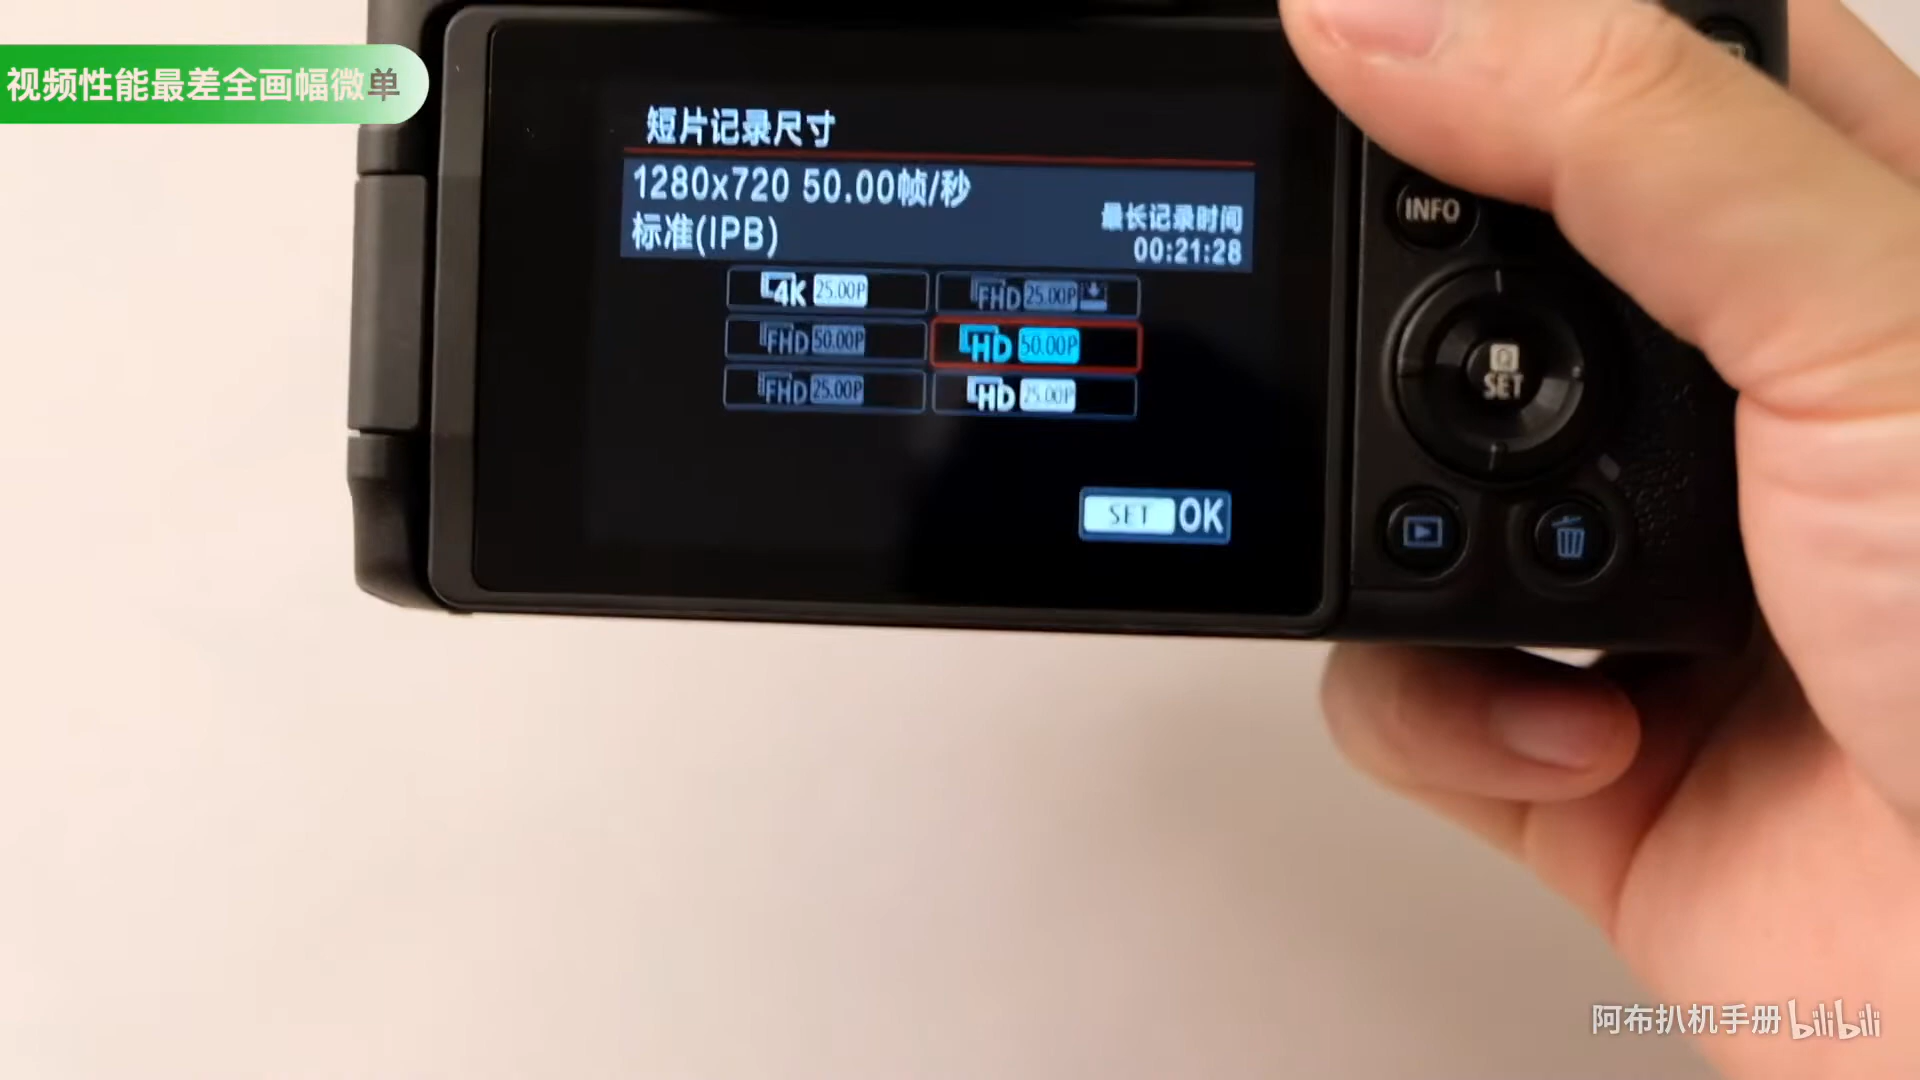 视频性能最差全画幅微单
短片记录尺寸
1280x720 50.00帧/秒
标准(IPB)
最长记录时间
00:21:28
4K 25.00P
FHD 25.00P
FHD 50.00P
HD 50.00P
FHD 25.00P
HD 25.00P
SET OK
INFO
Q
SET
阿布扒机手册 bilibili